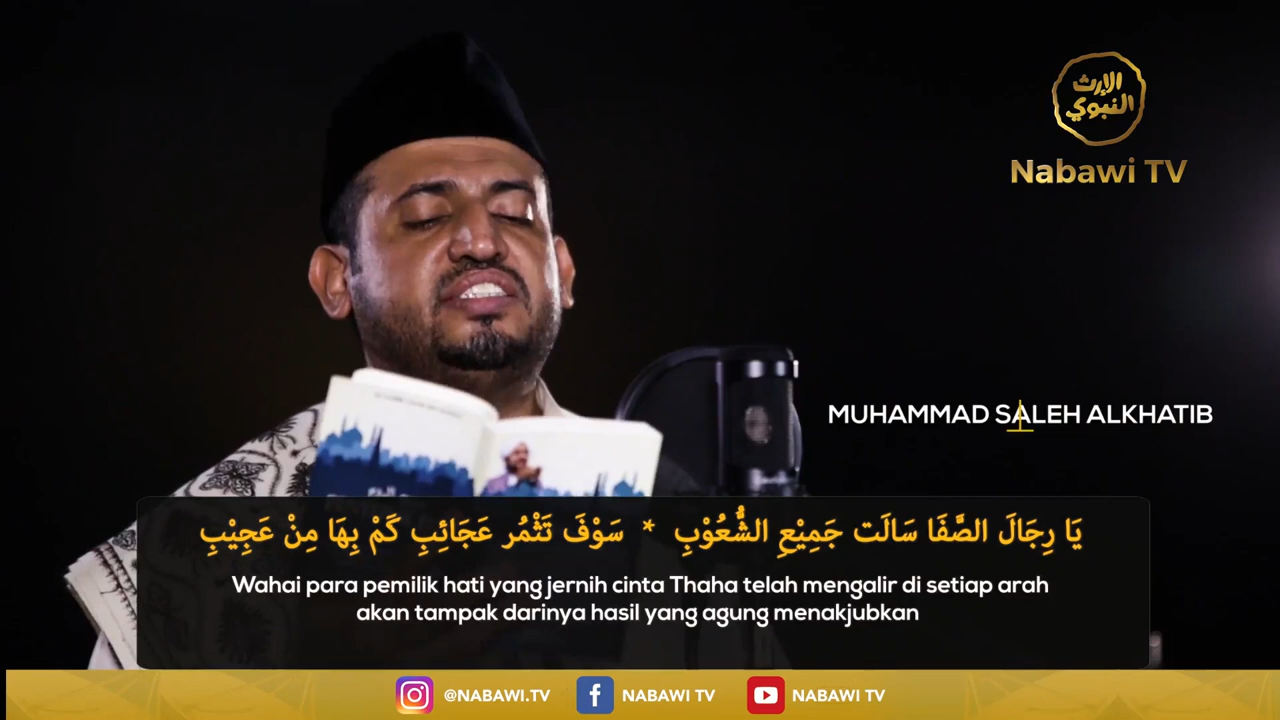 الإرث
النبوي
Nabawi TV
MUHAMMAD SALEH ALKHATIB
يَا رِجَالَ الصَّفَا سَالَت جَمِيْعِ الشُّعُوْبِ * سَوْفَ تَثْمُر عَجَائِبِ كَمْ بِهَا مِنْ عَجِيْبِ
Wahai para pemilik hati yang jernih cinta Thaha telah mengalir di setiap arah
akan tampak darinya hasil yang agung menakjubkan
@NABAWI.TV NABAWI TV NABAWI TV